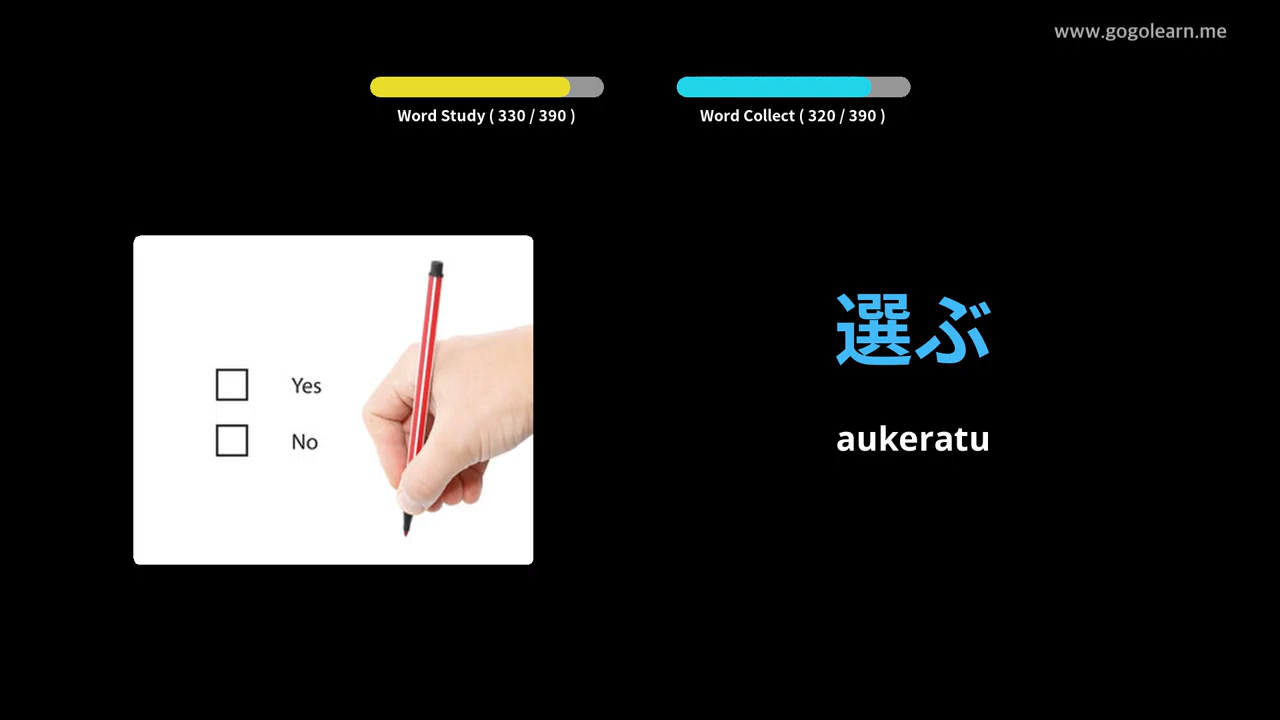 www.gogolearn.me
Word Study ( 330 / 390 )
Word Collect ( 320 / 390 )
Yes
No
選ぶ
aukeratu